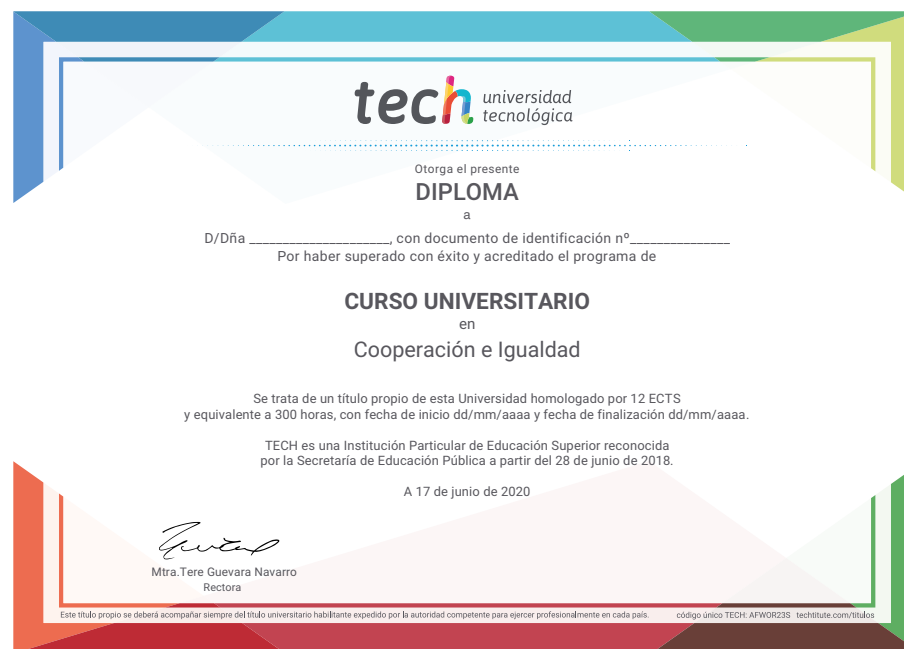 tech universidad
tecnológica
Otorga el presente
DIPLOMA
a
D/Dña _____________________, con documento de identificación nº_______________
Por haber superado con éxito y acreditado el programa de
CURSO UNIVERSITARIO
en
Cooperación e Igualdad
Se trata de un título propio de esta Universidad homologado por 12 ECTS
y equivalente a 300 horas, con fecha de inicio dd/mm/aaaa y fecha de finalización dd/mm/aaaa.
TECH es una Institución Particular de Educación Superior reconocida
por la Secretaría de Educación Pública a partir del 28 de junio de 2018.
A 17 de junio de 2020
Mtra.Tere Guevara Navarro
Rectora
Este título propio se deberá acompañar siempre del título universitario habilitante expedido por la autoridad competente para ejercer profesionalmente en cada país. código único TECH: AFWOR23S techtitute.com/titulos